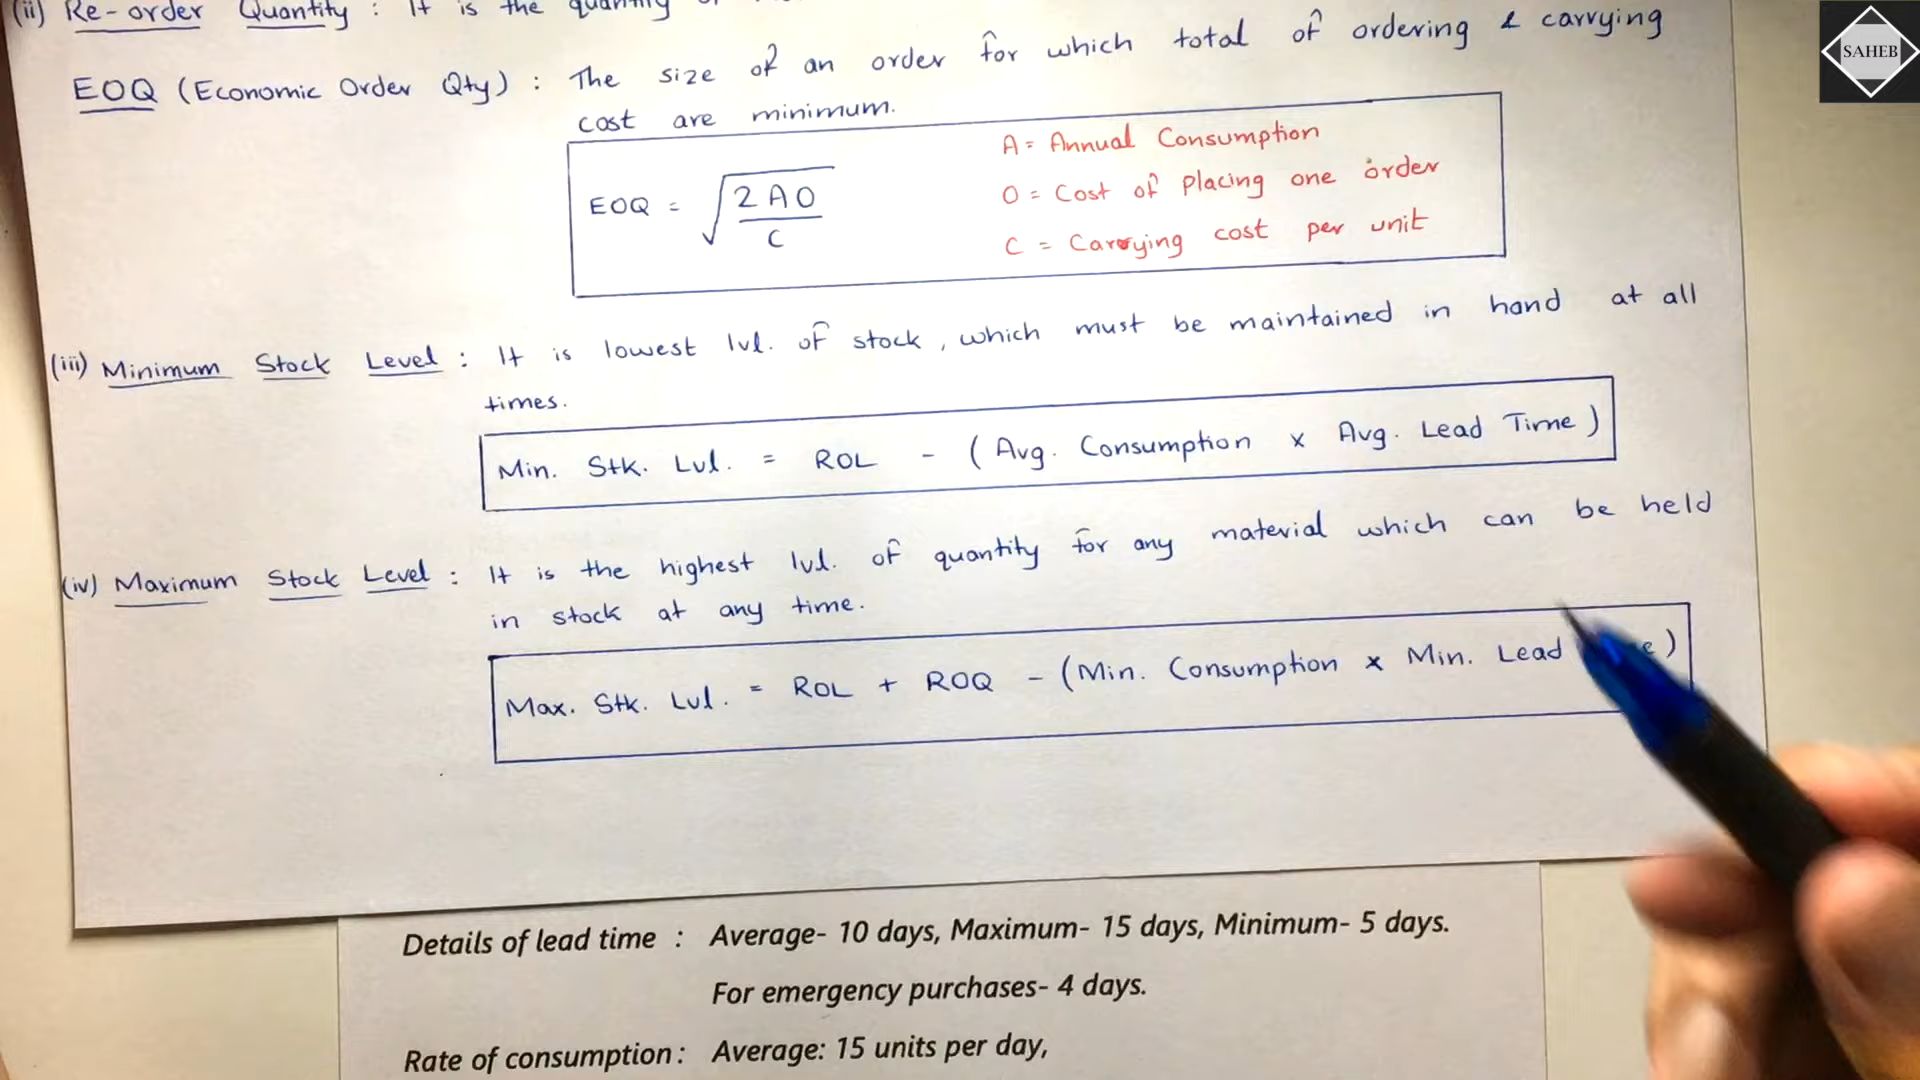 (ii) Re-order Quantity : It is the quantity of
SAHEB
EOQ (Economic Order Qty) : The size of an order for which total of ordering & carrying
cost are minimum.
EOQ = √ 2AO / C
A = Annual Consumption
O = Cost of placing one order
C = Carrying cost per unit
(iii) Minimum Stock Level : It is lowest lvl. of stock, which must be maintained in hand at all
times.
Min. Stk. Lvl. = ROL - (Avg. Consumption x Avg. Lead Time)
(iv) Maximum Stock Level : It is the highest lvl. of quantity for any material which can be held
in stock at any time.
Max. Stk. Lvl. = ROL + ROQ - (Min. Consumption x Min. Lead )
Details of lead time : Average- 10 days, Maximum- 15 days, Minimum- 5 days.
For emergency purchases- 4 days.
Rate of consumption : Average: 15 units per day,